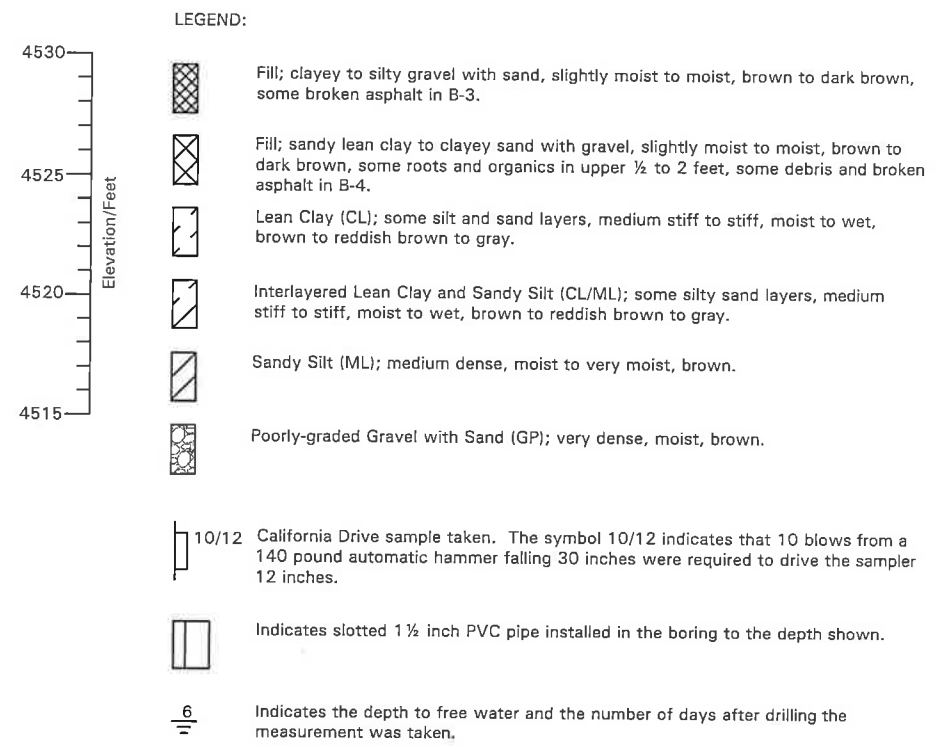 LEGEND:
4530
4525
4520
4515
Elevation/Feet
Fill; clayey to silty gravel with sand, slightly moist to moist, brown to dark brown,
some broken asphalt in B-3.
Fill; sandy lean clay to clayey sand with gravel, slightly moist to moist, brown to
dark brown, some roots and organics in upper ½ to 2 feet, some debris and broken
asphalt in B-4.
Lean Clay (CL); some silt and sand layers, medium stiff to stiff, moist to wet,
brown to reddish brown to gray.
Interlayered Lean Clay and Sandy Silt (CL/ML); some silty sand layers, medium
stiff to stiff, moist to wet, brown to reddish brown to gray.
Sandy Silt (ML); medium dense, moist to very moist, brown.
Poorly-graded Gravel with Sand (GP); very dense, moist, brown.
10/12 California Drive sample taken. The symbol 10/12 indicates that 10 blows from a
140 pound automatic hammer falling 30 inches were required to drive the sampler
12 inches.
Indicates slotted 1 ½ inch PVC pipe installed in the boring to the depth shown.
6 Indicates the depth to free water and the number of days after drilling the
measurement was taken.